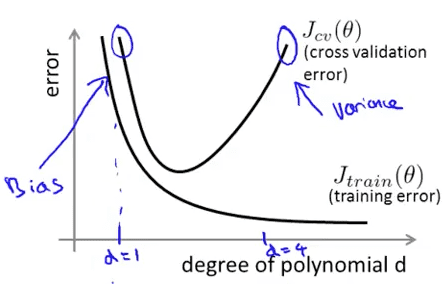 J_cv(θ)
(cross validation
error)
error
Variance
Bias
J_train(θ)
(training error)
d=1
d=4
degree of polynomial d